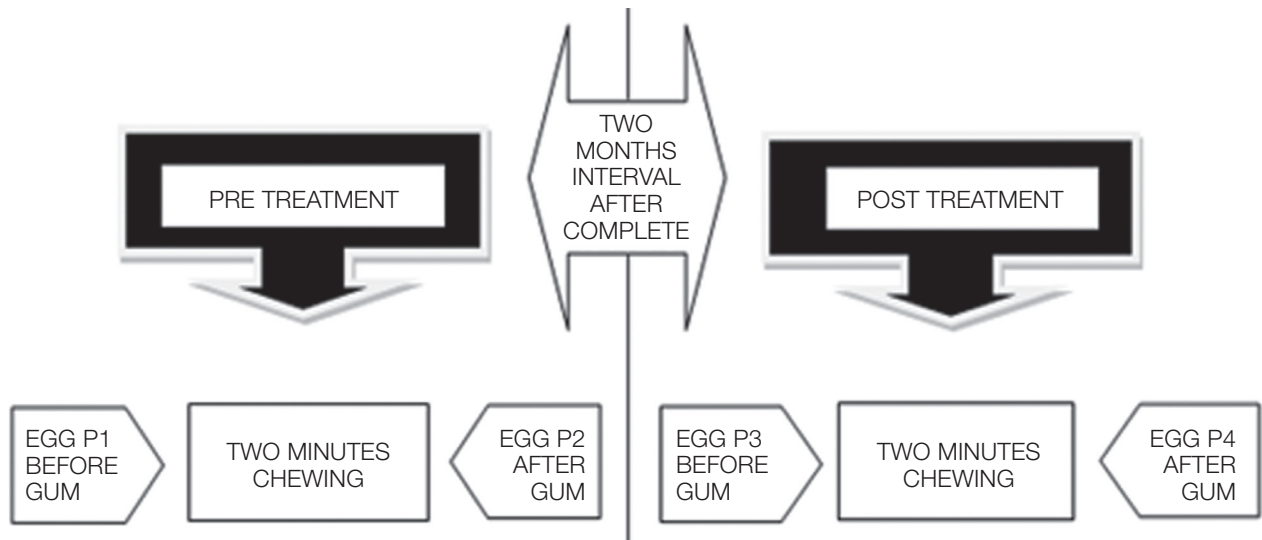 PRE TREATMENT
TWO
MONTHS
INTERVAL
AFTER
COMPLETE
POST TREATMENT
EGG P1
BEFORE
GUM
TWO MINUTES
CHEWING
EGG P2
AFTER
GUM
EGG P3
BEFORE
GUM
TWO MINUTES
CHEWING
EGG P4
AFTER
GUM